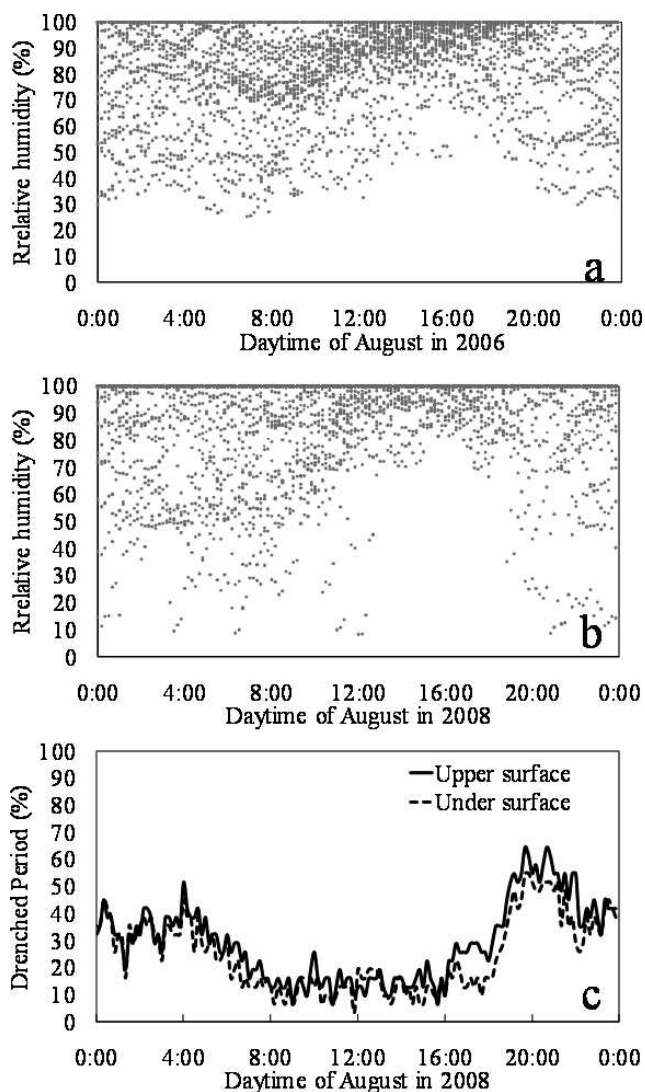 100
90
80
70
60
50
40
30
20
10
0
Rrelative humidity (%)
a
0:00 4:00 8:00 12:00 16:00 20:00 0:00
Daytime of August in 2006
100
90
80
70
60
50
40
30
20
10
0
Rrelative humidity (%)
b
0:00 4:00 8:00 12:00 16:00 20:00 0:00
Daytime of August in 2008
100
90
80
70
60
50
40
30
20
10
0
Drenched Period (%)
Upper surface
Under surface
c
0:00 4:00 8:00 12:00 16:00 20:00 0:00
Daytime of August in 2008